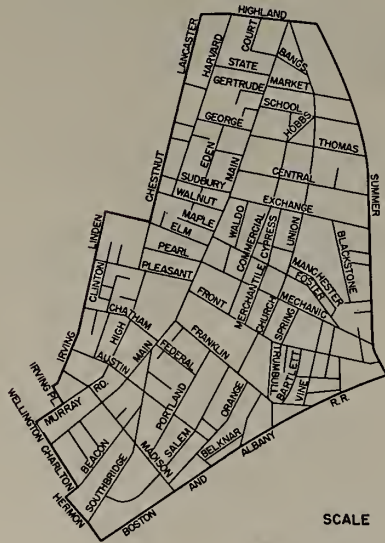 HIGHLAND
LANCASTER
HARVARD
COURT
BANGS
STATE
MARKET
GERTRUDE
SCHOOL
HOBBS
GEORGE
THOMAS
EDEN
MAIN
CENTRAL
CHESTNUT
SUDBURY
WALNUT
EXCHANGE
SUMMER
MAPLE
WALDO
COMMERCIAL
CYPRESS
UNION
BLACKSTONE
LINDEN
ELM
PEARL
PLEASANT
MANCHESTER
FOSTER
CLINTON
FRONT
MERCHANTILE
CHURCH
SPRING
MECHANIC
CHATHAM
HIGH
MAIN
FRANKLIN
IRVING
AUSTIN
FEDERAL
TRUMBULL
BARTLETT
VINE
IRVING PL.
MURRAY RD.
PORTLAND
ORANGE
R.R.
WELLINGTON
CHARLTON
BEACON
MADISON
SALEM
BELKNAR
ALBANY
SOUTHBRIDGE
HERMON
AND
BOSTON
SCALE